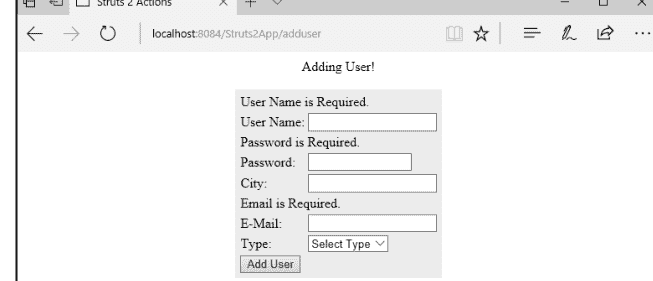 Struts 2 Actions
localhost:8084/Struts2App/adduser
Adding User!
User Name is Required.
User Name:
Password is Required.
Password:
City:
Email is Required.
E-Mail:
Type: Select Type
Add User